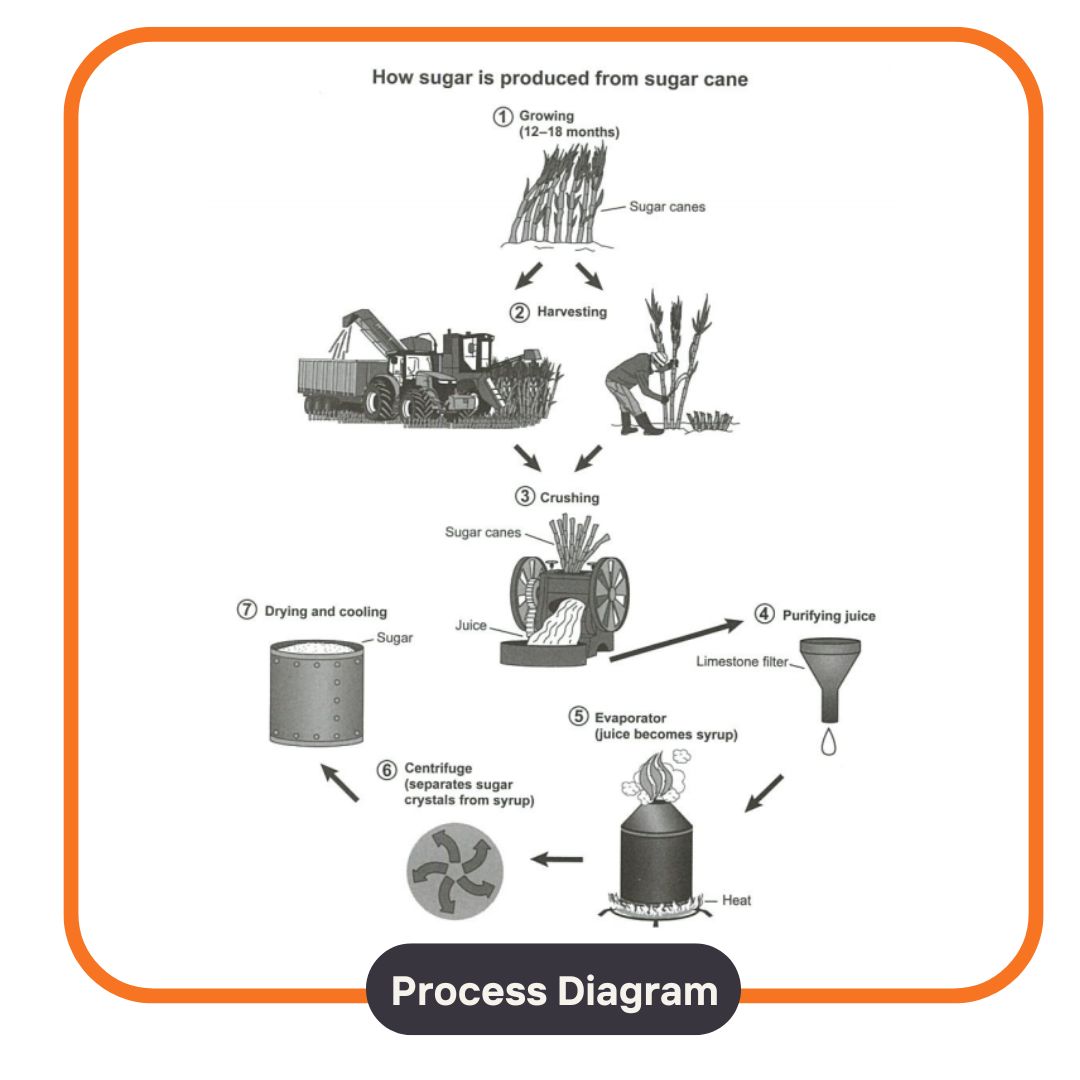 How sugar is produced from sugar cane
① Growing
(12–18 months)
Sugar canes
② Harvesting
③ Crushing
Sugar canes
Juice
④ Purifying juice
Limestone filter
⑤ Evaporator
(juice becomes syrup)
Heat
⑥ Centrifuge
(separates sugar
crystals from syrup)
⑦ Drying and cooling
Sugar
Process Diagram